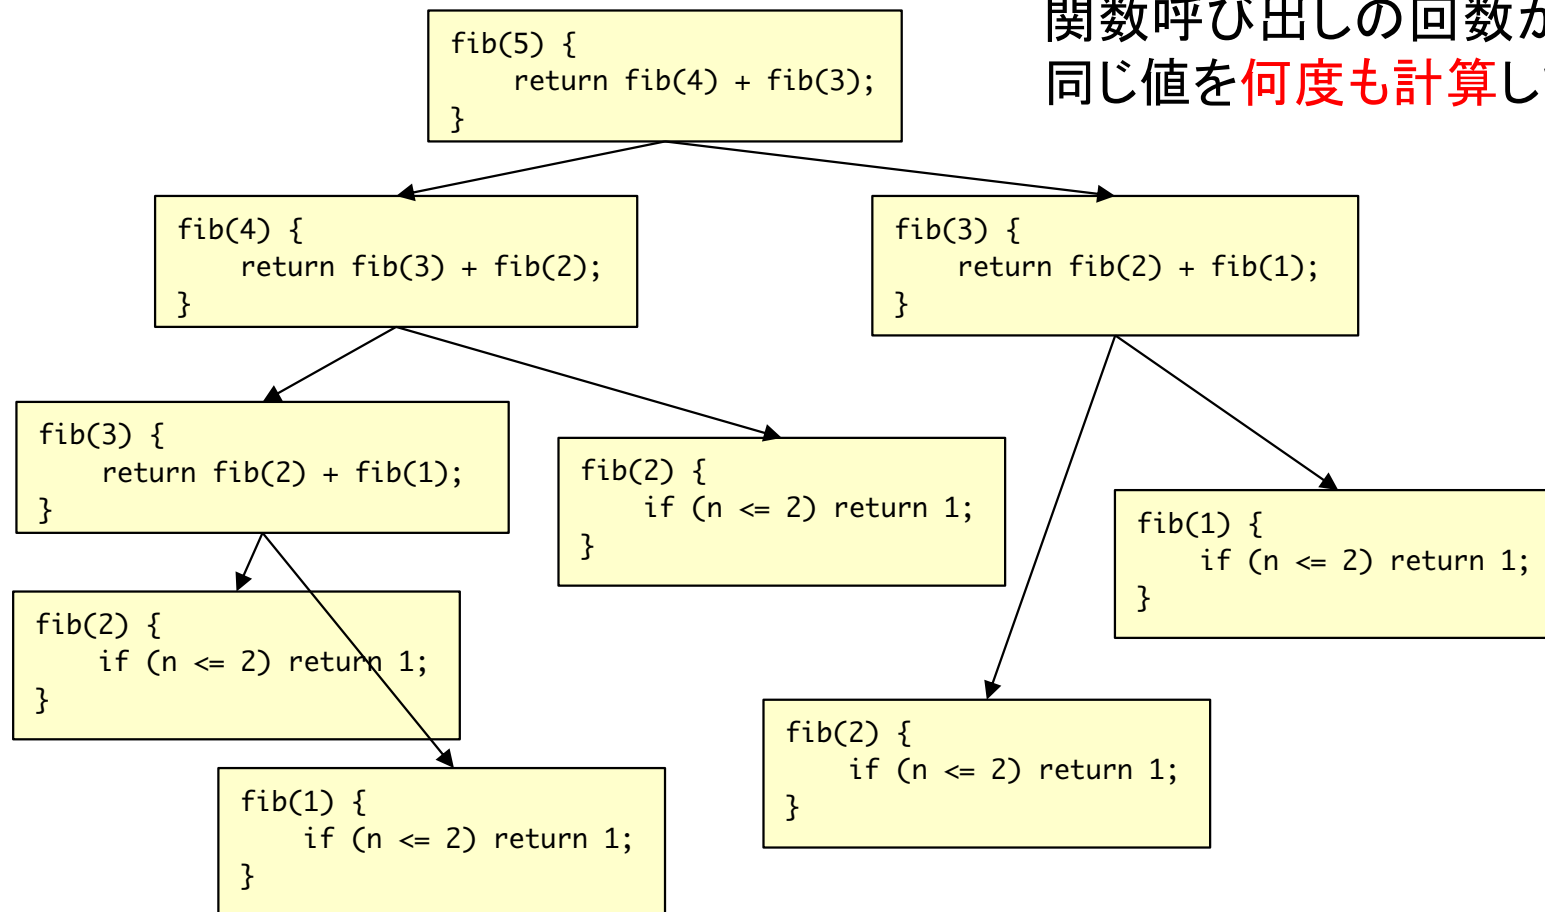 関数呼び出しの回数が
同じ値を何度も計算し
fib(5) {
    return fib(4) + fib(3);
}
fib(4) {
    return fib(3) + fib(2);
}
fib(3) {
    return fib(2) + fib(1);
}
fib(3) {
    return fib(2) + fib(1);
}
fib(2) {
    if (n <= 2) return 1;
}
fib(1) {
    if (n <= 2) return 1;
}
fib(2) {
    if (n <= 2) return 1;
}
fib(2) {
    if (n <= 2) return 1;
}
fib(1) {
    if (n <= 2) return 1;
}